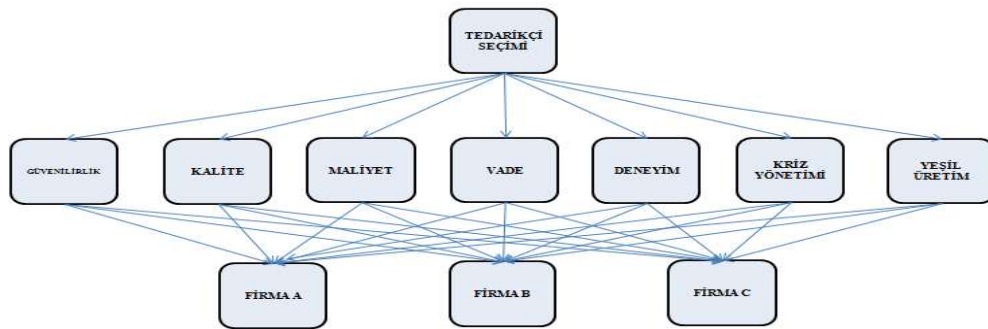 TEDARİKÇİ
SEÇİMİ
GÜVENİLİRLİK
KALİTE
MALİYET
VADE
DENEYİM
KRİZ
YÖNETİMİ
YEŞİL
ÜRETİM
FİRMA A
FİRMA B
FİRMA C